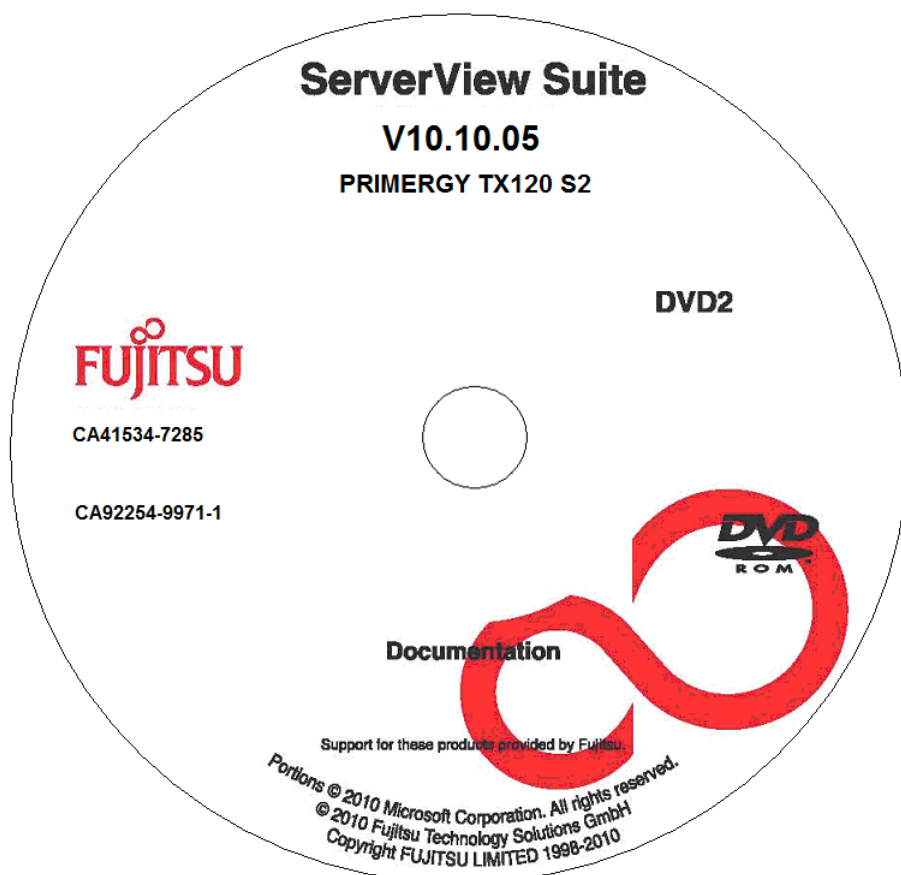 ServerView Suite
V10.10.05
PRIMERGY TX120 S2
DVD2
FUJITSU
CA41534-7285
CA92254-9971-1
DVD
ROM
Documentation
Support for these products provided by Fujitsu.
Portions © 2010 Microsoft Corporation. All rights reserved.
© 2010 Fujitsu Technology Solutions GmbH
Copyright FUJITSU LIMITED 1998-2010